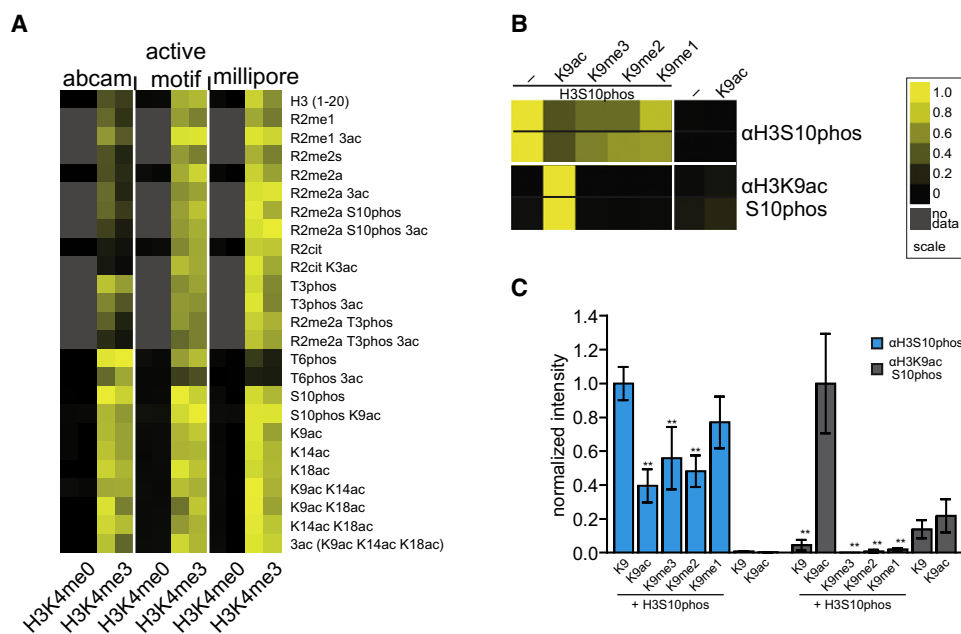 A
abcam
active
motif
millipore
H3 (1-20)
R2me1
R2me1 3ac
R2me2s
R2me2a
R2me2a 3ac
R2me2a S10phos
R2me2a S10phos 3ac
R2cit
R2cit K3ac
T3phos
T3phos 3ac
R2me2a T3phos
R2me2a T3phos 3ac
T6phos
T6phos 3ac
S10phos
S10phos K9ac
K9ac
K14ac
K18ac
K9ac K14ac
K9ac K18ac
K14ac K18ac
3ac (K9ac K14ac K18ac)
H3K4me0
H3K4me3
H3K4me0
H3K4me3
H3K4me0
H3K4me3
B
– K9ac K9me3 K9me2 K9me1
H3S10phos
– K9ac
αH3S10phos
αH3K9ac
S10phos
1.0
0.8
0.6
0.4
0.2
0
no
data
scale
C
normalized intensity
1.4
1.2
1.0
0.8
0.6
0.4
0.2
0.0
αH3S10phos
αH3K9ac
S10phos
** ** **
** ** ** **
K9 K9ac K9me3 K9me2 K9me1 K9 K9ac K9 K9ac K9me3 K9me2 K9me1 K9 K9ac
+ H3S10phos
+ H3S10phos